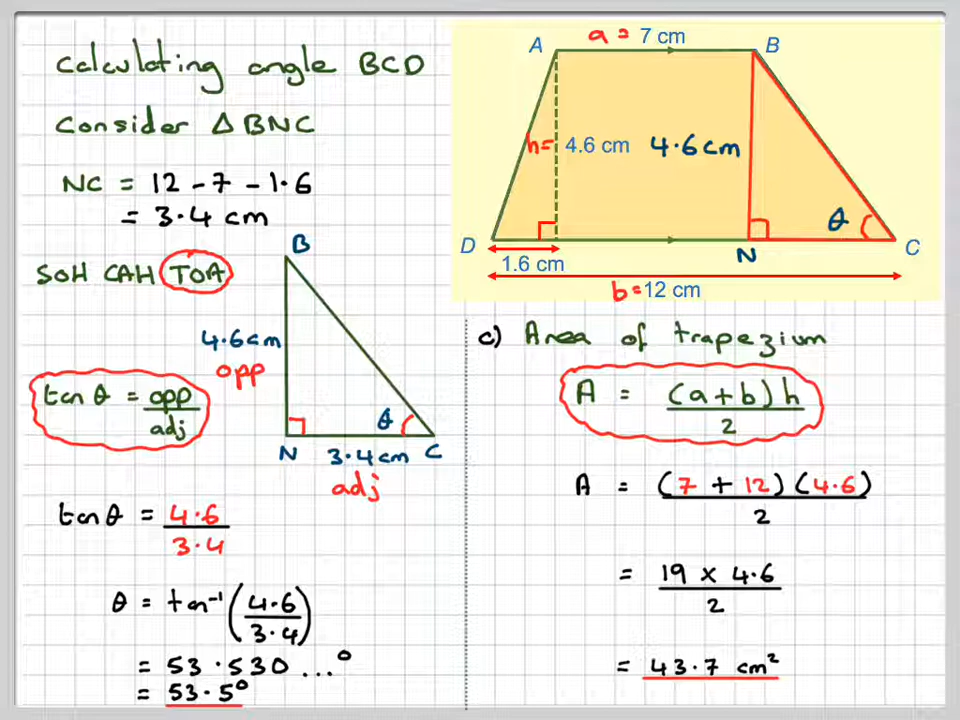 Calculating angle BCD
Consider △BNC
NC = 12 - 7 - 1.6
= 3.4 cm
SOH CAH TOA
B
4.6cm
opp
θ
N 3.4cm C
adj
tan θ = opp/adj
tan θ = 4.6/3.4
θ = tan⁻¹(4.6/3.4)
= 53.530 ...°
= 53.5°
A a = 7 cm B
h= 4.6 cm 4.6cm
θ
D N C
1.6 cm
b = 12 cm
c) Area of trapezium
A = (a+b)h/2
A = (7 + 12)(4.6)/2
= 19 × 4.6/2
= 43.7 cm²